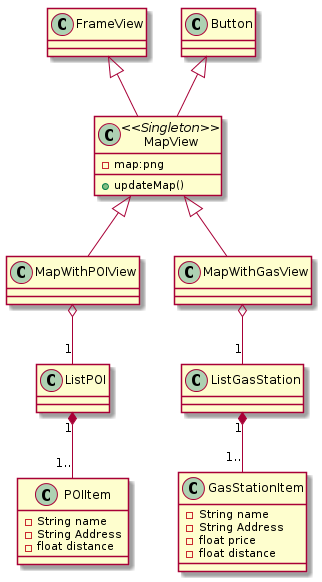 C FrameView
C Button
C <<Singleton>>
MapView
map:png
updateMap()
C MapWithPOIView
C MapWithGasView
1
1
C ListPOI
C ListGasStation
1
1
1..
1..
C POIItem
String name
String Address
float distance
C GasStationItem
String name
String Address
float price
float distance